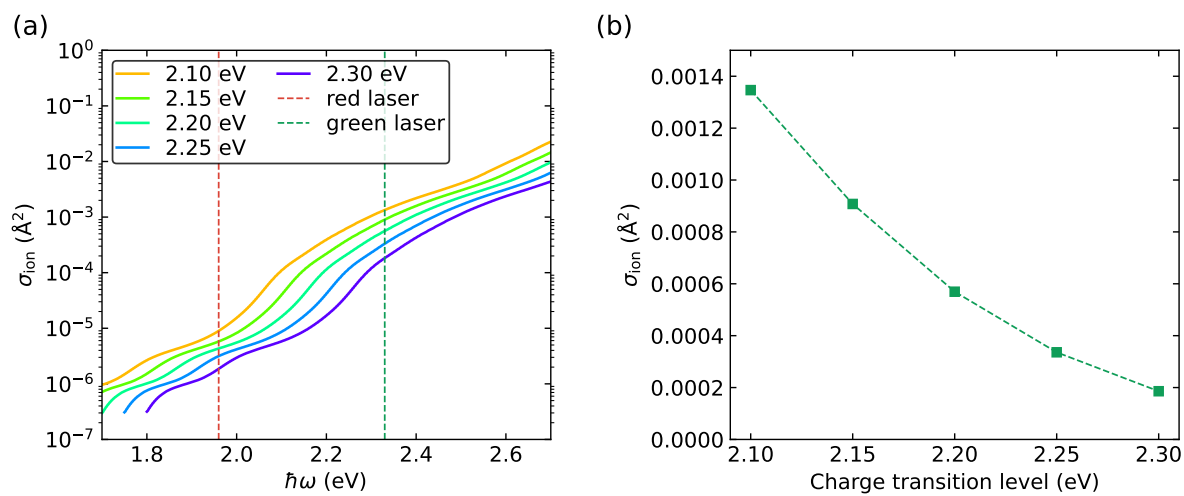 (a)
10⁰
10⁻¹
10⁻²
10⁻³
10⁻⁴
10⁻⁵
10⁻⁶
10⁻⁷
σ_ion (Å²)
2.10 eV
2.15 eV
2.20 eV
2.25 eV
2.30 eV
red laser
green laser
1.8 2.0 2.2 2.4 2.6
ħω (eV)
(b)
0.0014
0.0012
0.0010
0.0008
0.0006
0.0004
0.0002
0.0000
σ_ion (Å²)
2.10 2.15 2.20 2.25 2.30
Charge transition level (eV)